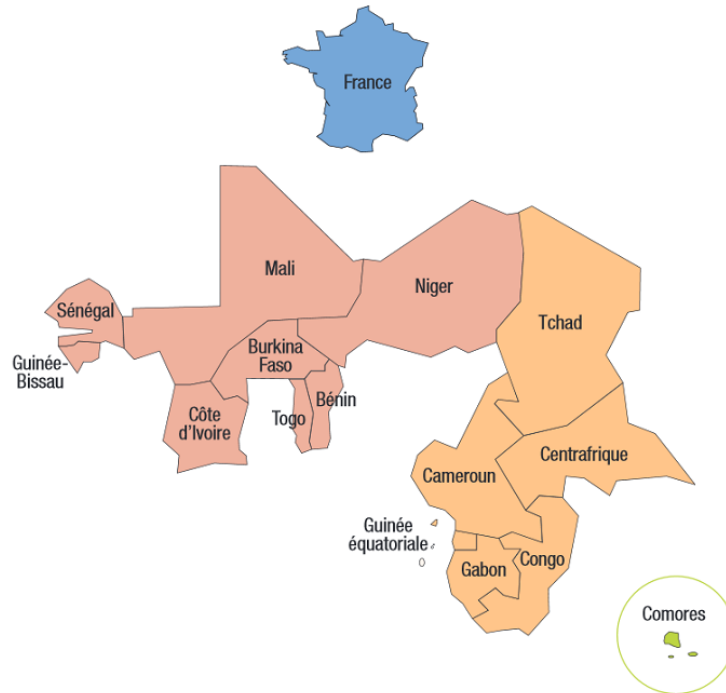 France
Mali
Niger
Sénégal
Tchad
Guinée-
Bissau
Burkina
Faso
Côte
d'Ivoire
Togo
Bénin
Cameroun
Centrafrique
Guinée
équatoriale
Gabon
Congo
Comores